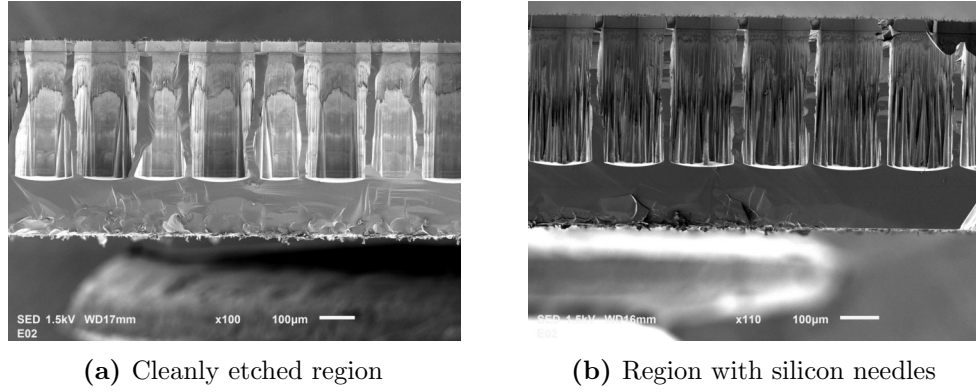 SED 1.5kV WD17mm x100 100µm
E02
SED 1.5kV WD16mm x110 100µm
E02
(a) Cleanly etched region
(b) Region with silicon needles